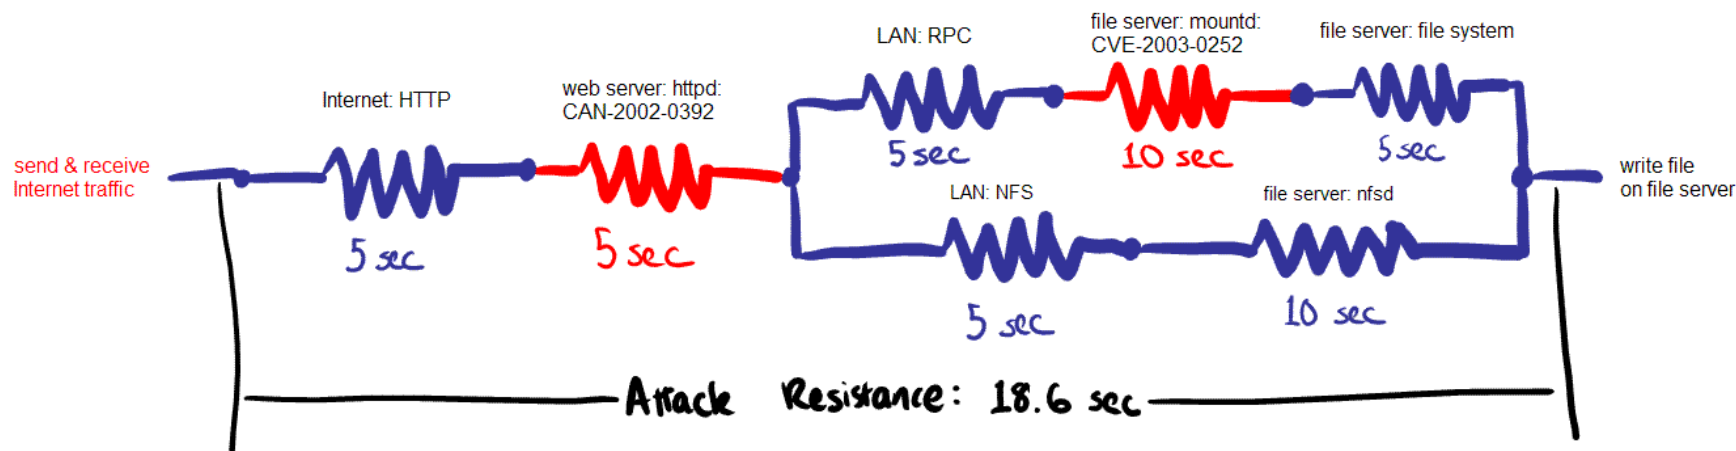 send & receive
Internet traffic
Internet: HTTP
5 sec
web server: httpd:
CAN-2002-0392
5 sec
LAN: RPC
5 sec
file server: mountd:
CVE-2003-0252
10 sec
file server: file system
5 sec
LAN: NFS
5 sec
file server: nfsd
10 sec
write file
on file server
Attack Resistance: 18.6 sec